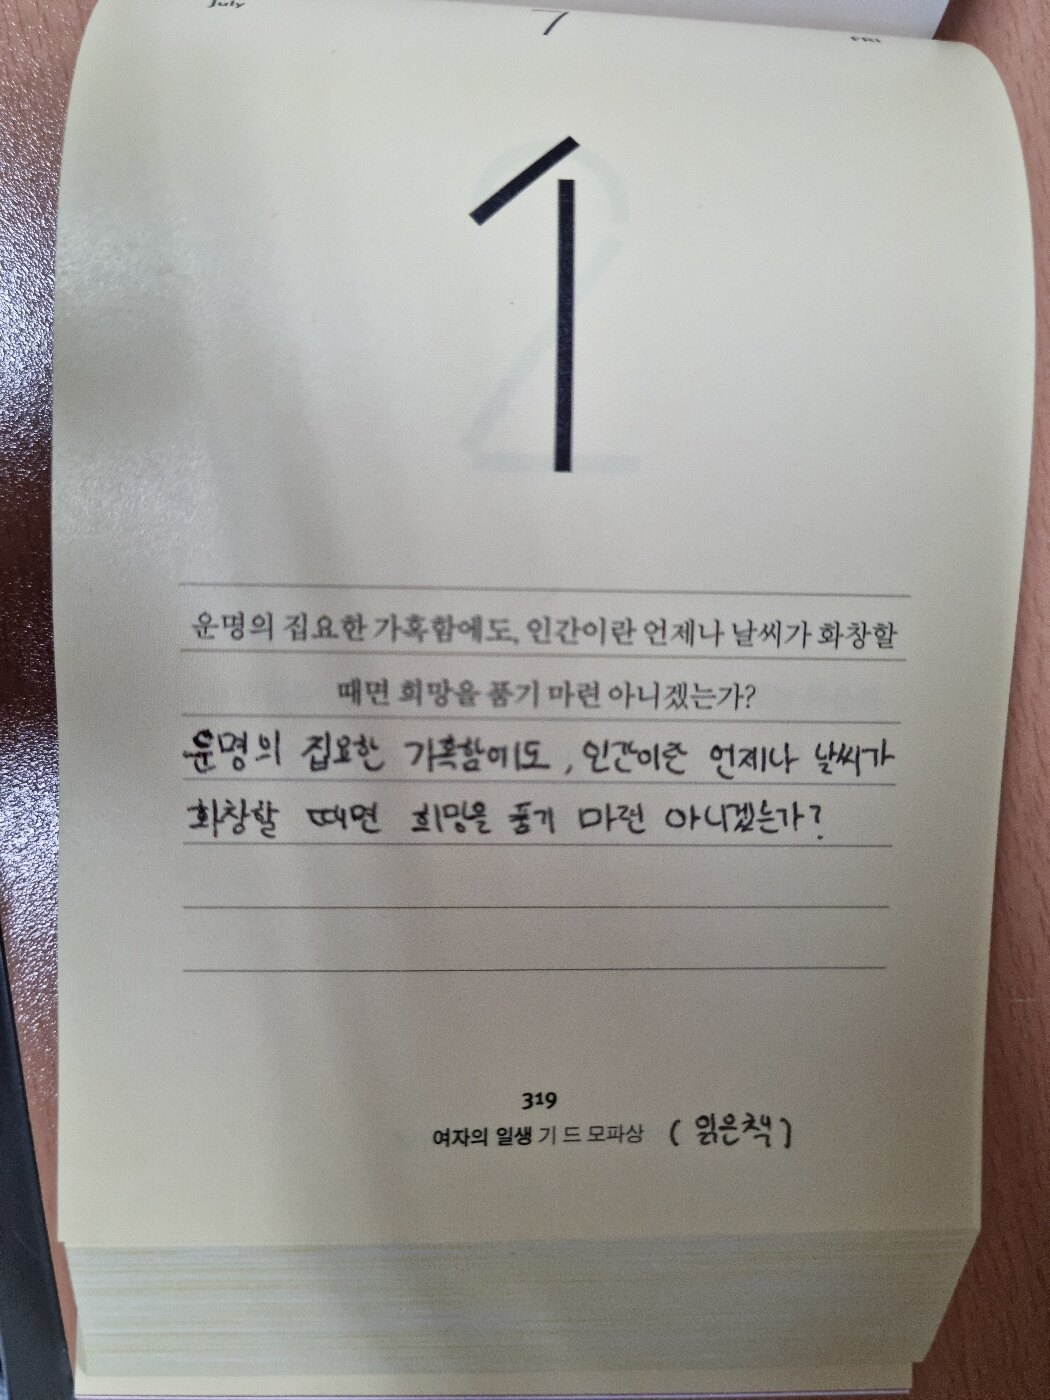 July 7 FRI
1
운명의 집요한 가혹함에도, 인간이란 언제나 날씨가 화창할
때면 희망을 품기 마련 아니겠는가?
운명의 집요한 가혹함에도, 인간이란 언제나 날씨가
화창할 때면 희망을 품기 마련 아니겠는가?
319
여자의 일생 기 드 모파상 ( 읽은책 )